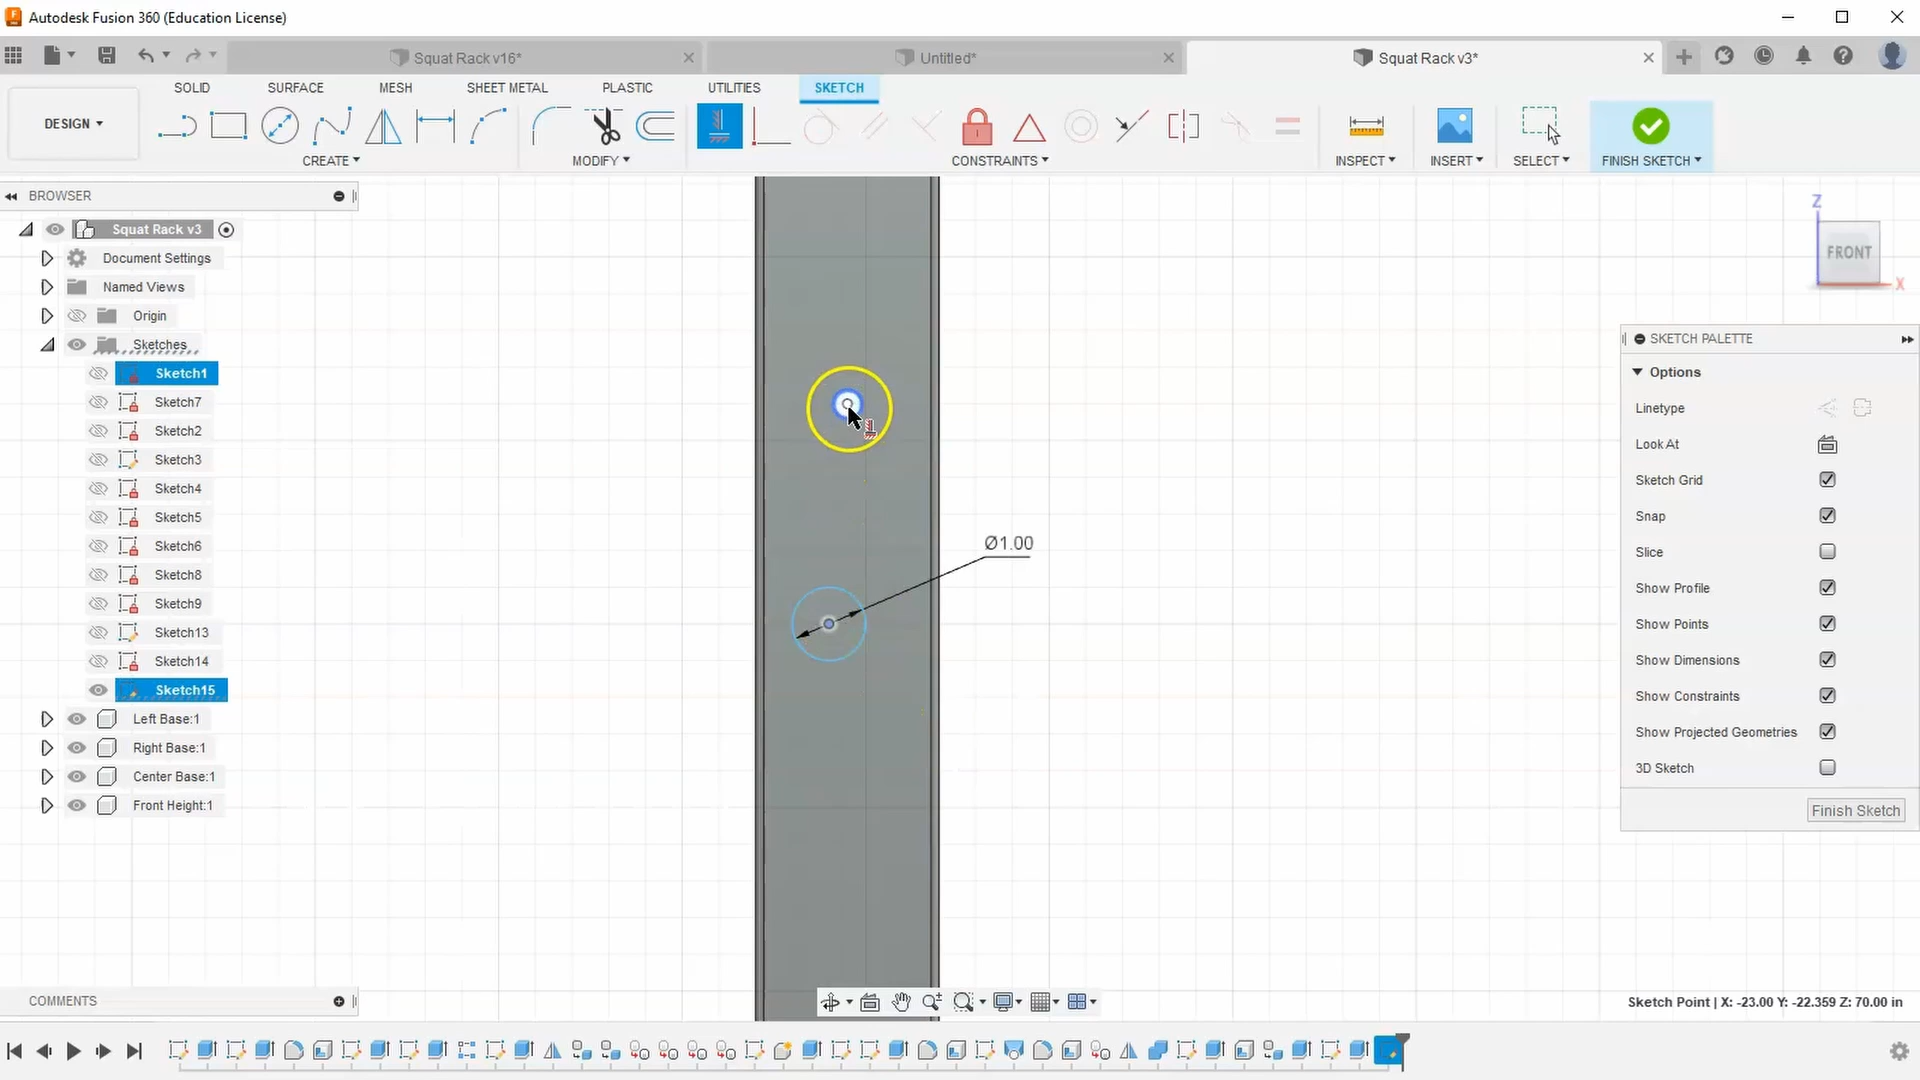 Autodesk Fusion 360 (Education License)
Squat Rack v16*
Untitled*
Squat Rack v3*
SOLID
SURFACE
MESH
SHEET METAL
PLASTIC
UTILITIES
SKETCH
DESIGN
CREATE
MODIFY
CONSTRAINTS
INSPECT
INSERT
SELECT
FINISH SKETCH
BROWSER
Squat Rack v3
Document Settings
Named Views
Origin
Sketches
Sketch1
Sketch7
Sketch2
Sketch3
Sketch4
Sketch5
Sketch6
Sketch8
Sketch9
Sketch13
Sketch14
Sketch15
Left Base:1
Right Base:1
Center Base:1
Front Height:1
Ø1.00
Z
FRONT
X
SKETCH PALETTE
Options
Linetype
Look At
Sketch Grid
Snap
Slice
Show Profile
Show Points
Show Dimensions
Show Constraints
Show Projected Geometries
3D Sketch
Finish Sketch
COMMENTS
Sketch Point | X: -23.00 Y: -22.359 Z: 70.00 in